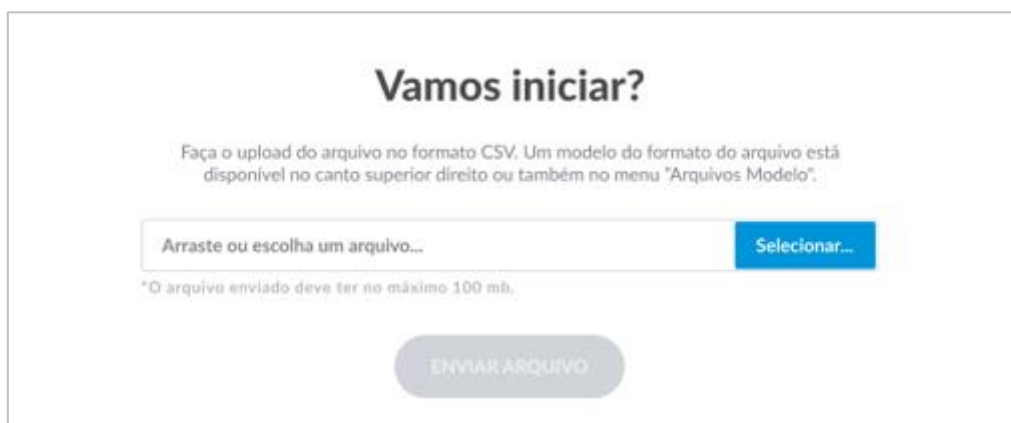 Vamos iniciar?
Faça o upload do arquivo no formato CSV. Um modelo do formato do arquivo está
disponível no canto superior direito ou também no menu "Arquivos Modelo".
Arraste ou escolha um arquivo... Selecionar...
*O arquivo enviado deve ter no máximo 100 mb.
ENVIAR ARQUIVO